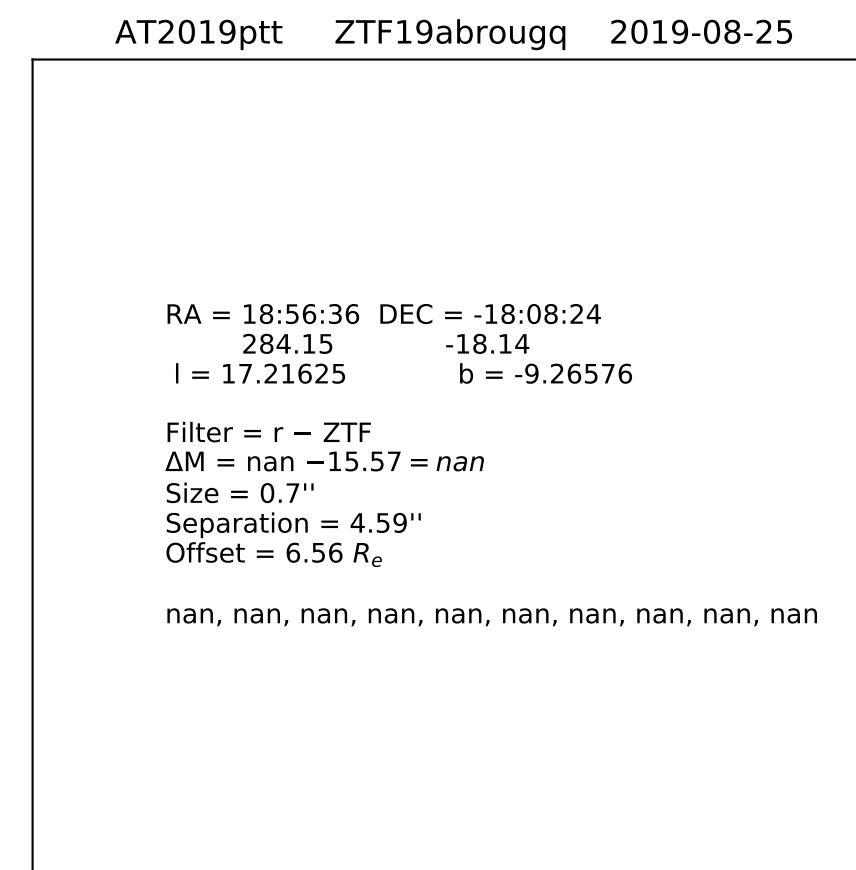 AT2019ptt ZTF19abrougq 2019-08-25
RA = 18:56:36 DEC = -18:08:24
284.15 -18.14
l = 17.21625 b = -9.26576
Filter = r − ZTF
ΔM = nan −15.57 = nan
Size = 0.7''
Separation = 4.59''
Offset = 6.56 Rₑ
nan, nan, nan, nan, nan, nan, nan, nan, nan, nan